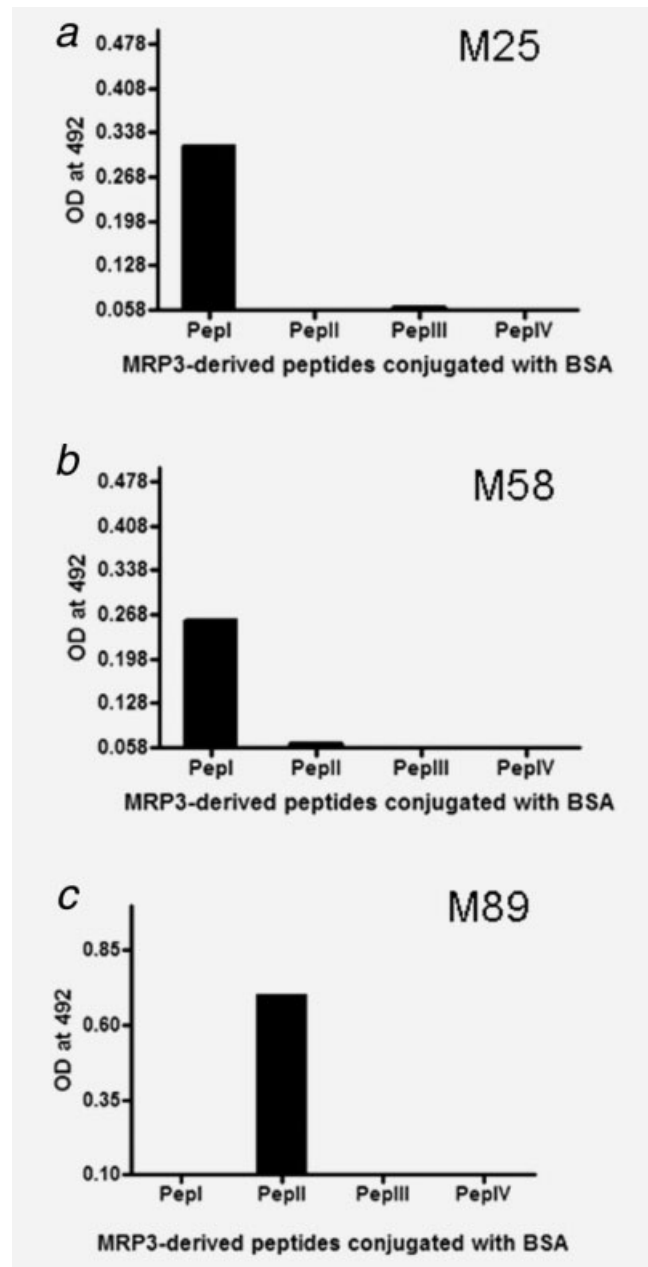 a
M25
0.478
0.408
0.338
0.268
0.198
0.128
0.058
OD at 492
PepI PepII PepIII PepIV
MRP3-derived peptides conjugated with BSA
b
M58
0.478
0.408
0.338
0.268
0.198
0.128
0.058
OD at 492
PepI PepII PepIII PepIV
MRP3-derived peptides conjugated with BSA
c
M89
0.85
0.60
0.35
0.10
OD at 492
PepI PepII PepIII PepIV
MRP3-derived peptides conjugated with BSA